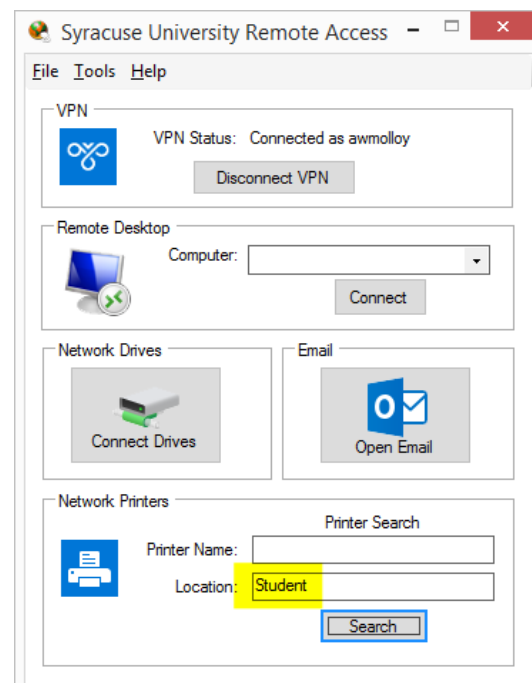 Syracuse University Remote Access
File Tools Help
VPN
VPN Status: Connected as awmolloy
Disconnect VPN
Remote Desktop
Computer:
Connect
Network Drives
Connect Drives
Email
Open Email
Network Printers
Printer Search
Printer Name:
Location: Student
Search